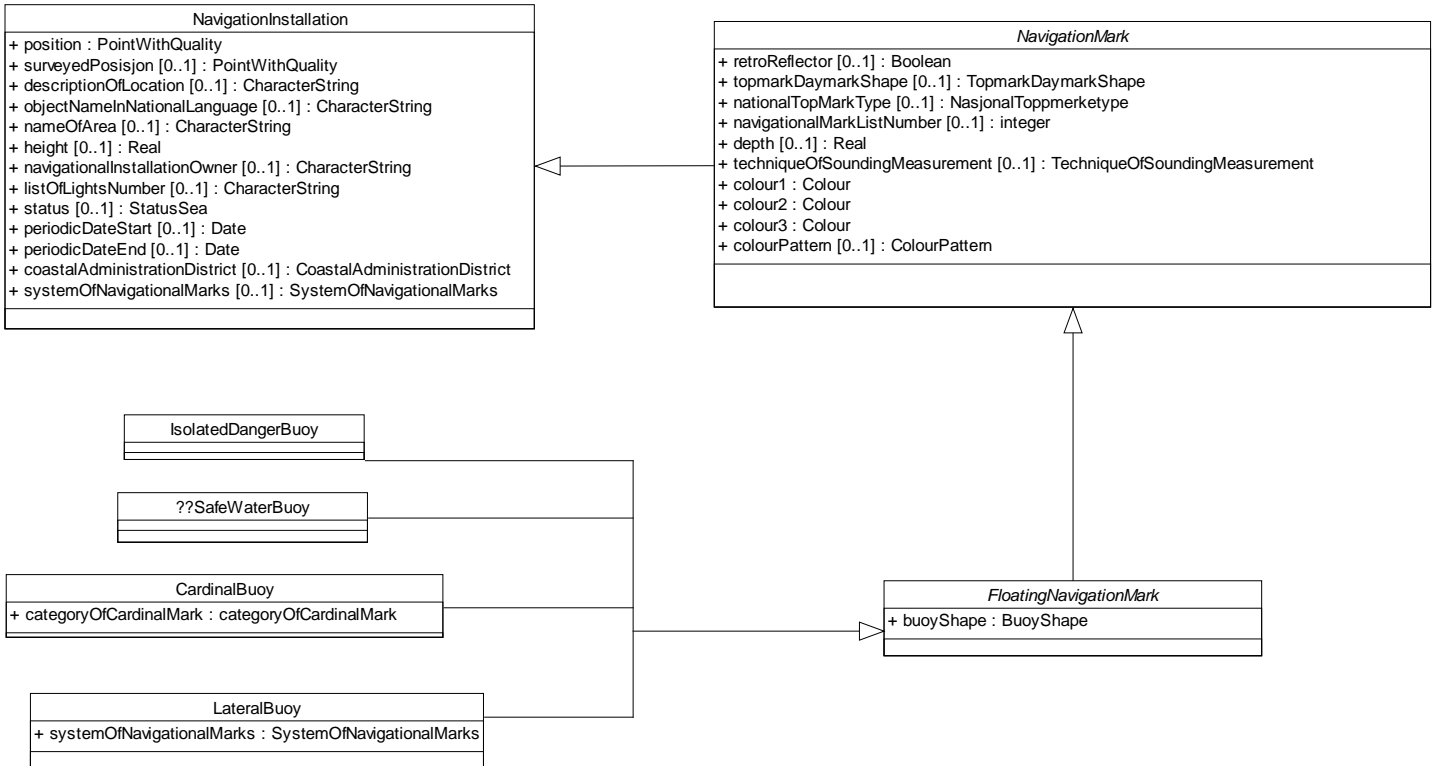 NavigationInstallation
+ position : PointWithQuality
+ surveyedPosisjon [0..1] : PointWithQuality
+ descriptionOfLocation [0..1] : CharacterString
+ objectNameInNationalLanguage [0..1] : CharacterString
+ nameOfArea [0..1] : CharacterString
+ height [0..1] : Real
+ navigationalInstallationOwner [0..1] : CharacterString
+ listOfLightsNumber [0..1] : CharacterString
+ status [0..1] : StatusSea
+ periodicDateStart [0..1] : Date
+ periodicDateEnd [0..1] : Date
+ coastalAdministrationDistrict [0..1] : CoastalAdministrationDistrict
+ systemOfNavigationalMarks [0..1] : SystemOfNavigationalMarks
NavigationMark
+ retroReflector [0..1] : Boolean
+ topmarkDaymarkShape [0..1] : TopmarkDaymarkShape
+ nationalTopMarkType [0..1] : NasjonalToppmerketype
+ navigationalMarkListNumber [0..1] : integer
+ depth [0..1] : Real
+ techniqueOfSoundingMeasurement [0..1] : TechniqueOfSoundingMeasurement
+ colour1 : Colour
+ colour2 : Colour
+ colour3 : Colour
+ colourPattern [0..1] : ColourPattern
IsolatedDangerBuoy
??SafeWaterBuoy
CardinalBuoy
+ categoryOfCardinalMark : categoryOfCardinalMark
LateralBuoy
+ systemOfNavigationalMarks : SystemOfNavigationalMarks
FloatingNavigationMark
+ buoyShape : BuoyShape